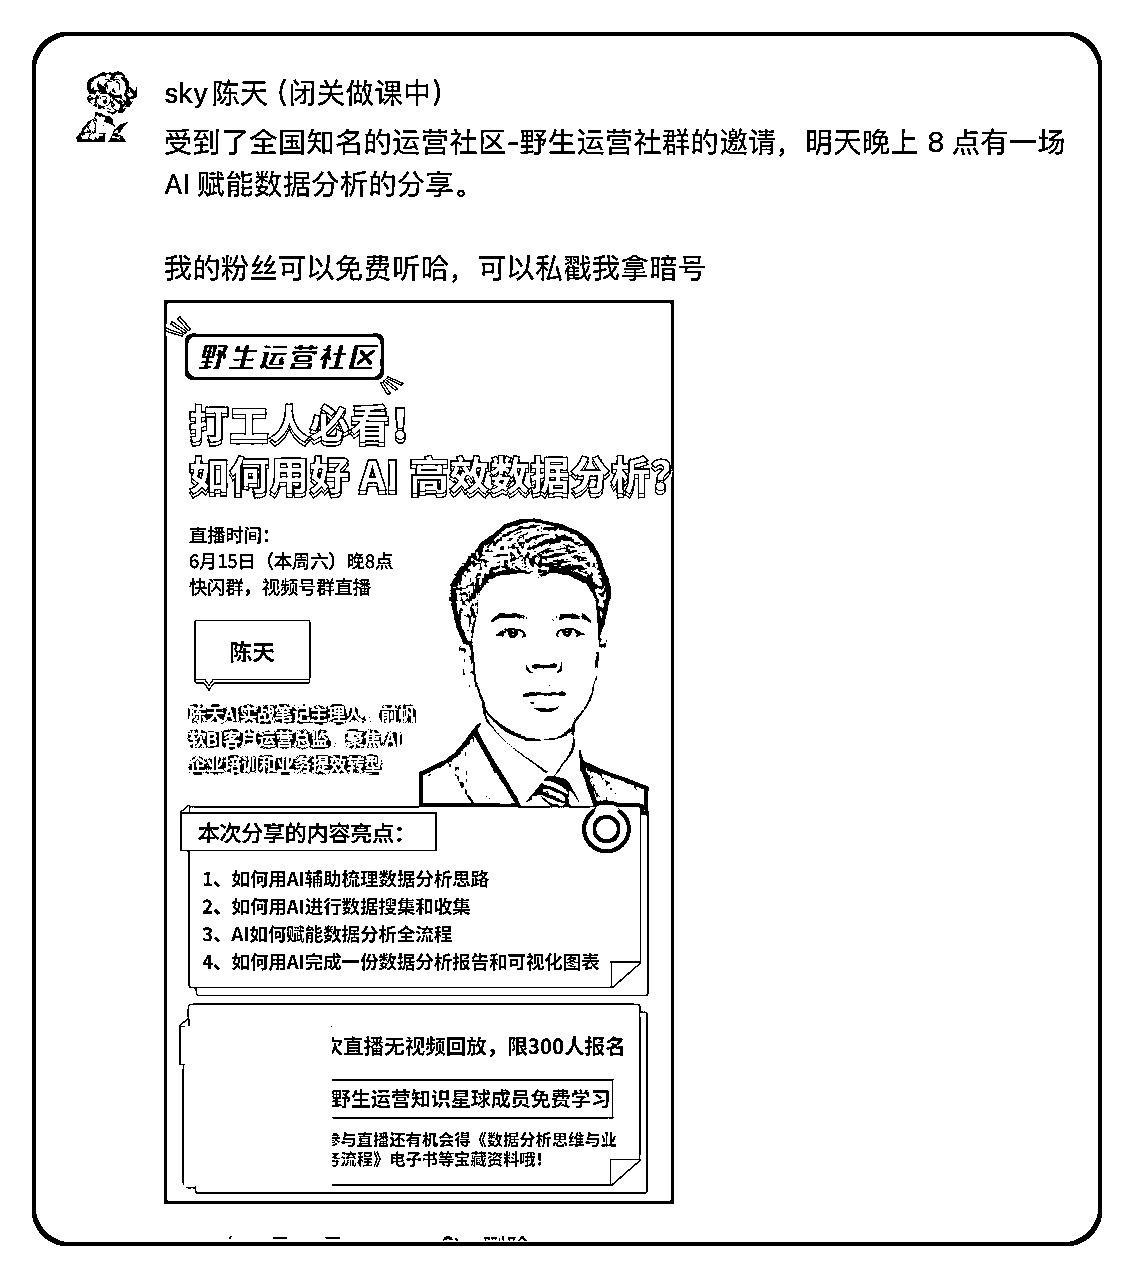 sky陈天（闭关做课中）
受到了全国知名的运营社区-野生运营社群的邀请，明天晚上 8 点有一场
AI 赋能数据分析的分享。
我的粉丝可以免费听哈，可以私戳我拿暗号
野生运营社区
打工人必看！
如何用好 AI 高效数据分析？
直播时间：
6月15日（本周六）晚8点
快闪群，视频号群直播
陈天
陈天AI实战笔记主理人、前帆
软BI客户运营总监，聚焦AI
企业培训和业务提效转型
本次分享的内容亮点：
1、如何用AI辅助梳理数据分析思路
2、如何用AI进行数据搜集和收集
3、AI如何赋能数据分析全流程
4、如何用AI完成一份数据分析报告和可视化图表
次直播无视频回放，限300人报名
野生运营知识星球成员免费学习
参与直播还有机会得《数据分析思维与业
务流程》电子书等宝藏资料哦！